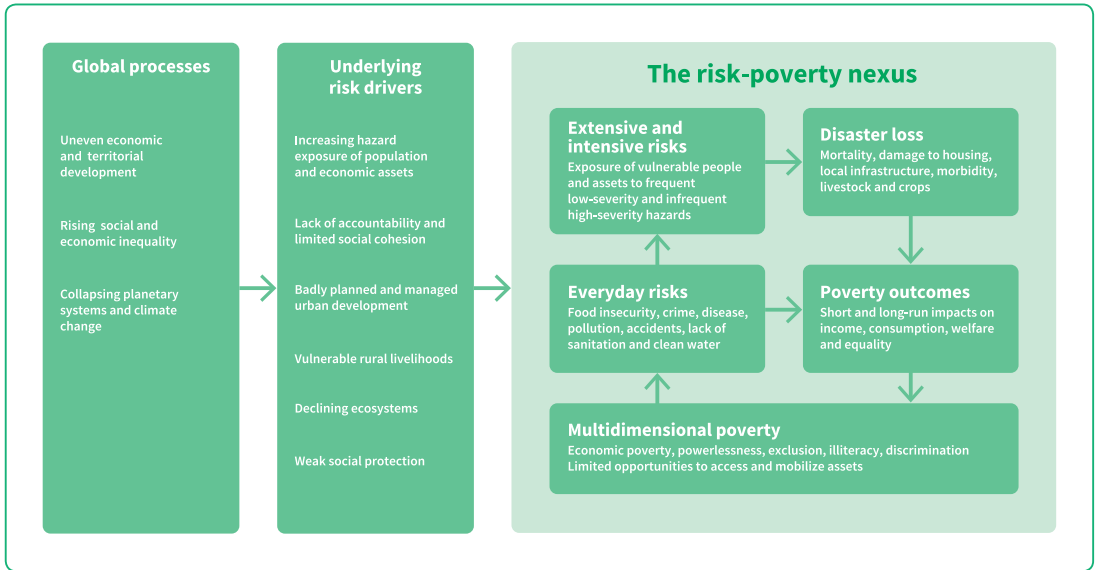 Global processes
Uneven economic
and territorial
development
Rising social and
economic inequality
Collapsing planetary
systems and climate
change
Underlying
risk drivers
Increasing hazard
exposure of population
and economic assets
Lack of accountability and
limited social cohesion
Badly planned and managed
urban development
Vulnerable rural livelihoods
Declining ecosystems
Weak social protection
The risk-poverty nexus
Extensive and
intensive risks
Exposure of vulnerable people
and assets to frequent
low-severity and infrequent
high-severity hazards
Disaster loss
Mortality, damage to housing,
local infrastructure, morbidity,
livestock and crops
Everyday risks
Food insecurity, crime, disease,
pollution, accidents, lack of
sanitation and clean water
Poverty outcomes
Short and long-run impacts on
income, consumption, welfare
and equality
Multidimensional poverty
Economic poverty, powerlessness, exclusion, illiteracy, discrimination
Limited opportunities to access and mobilize assets